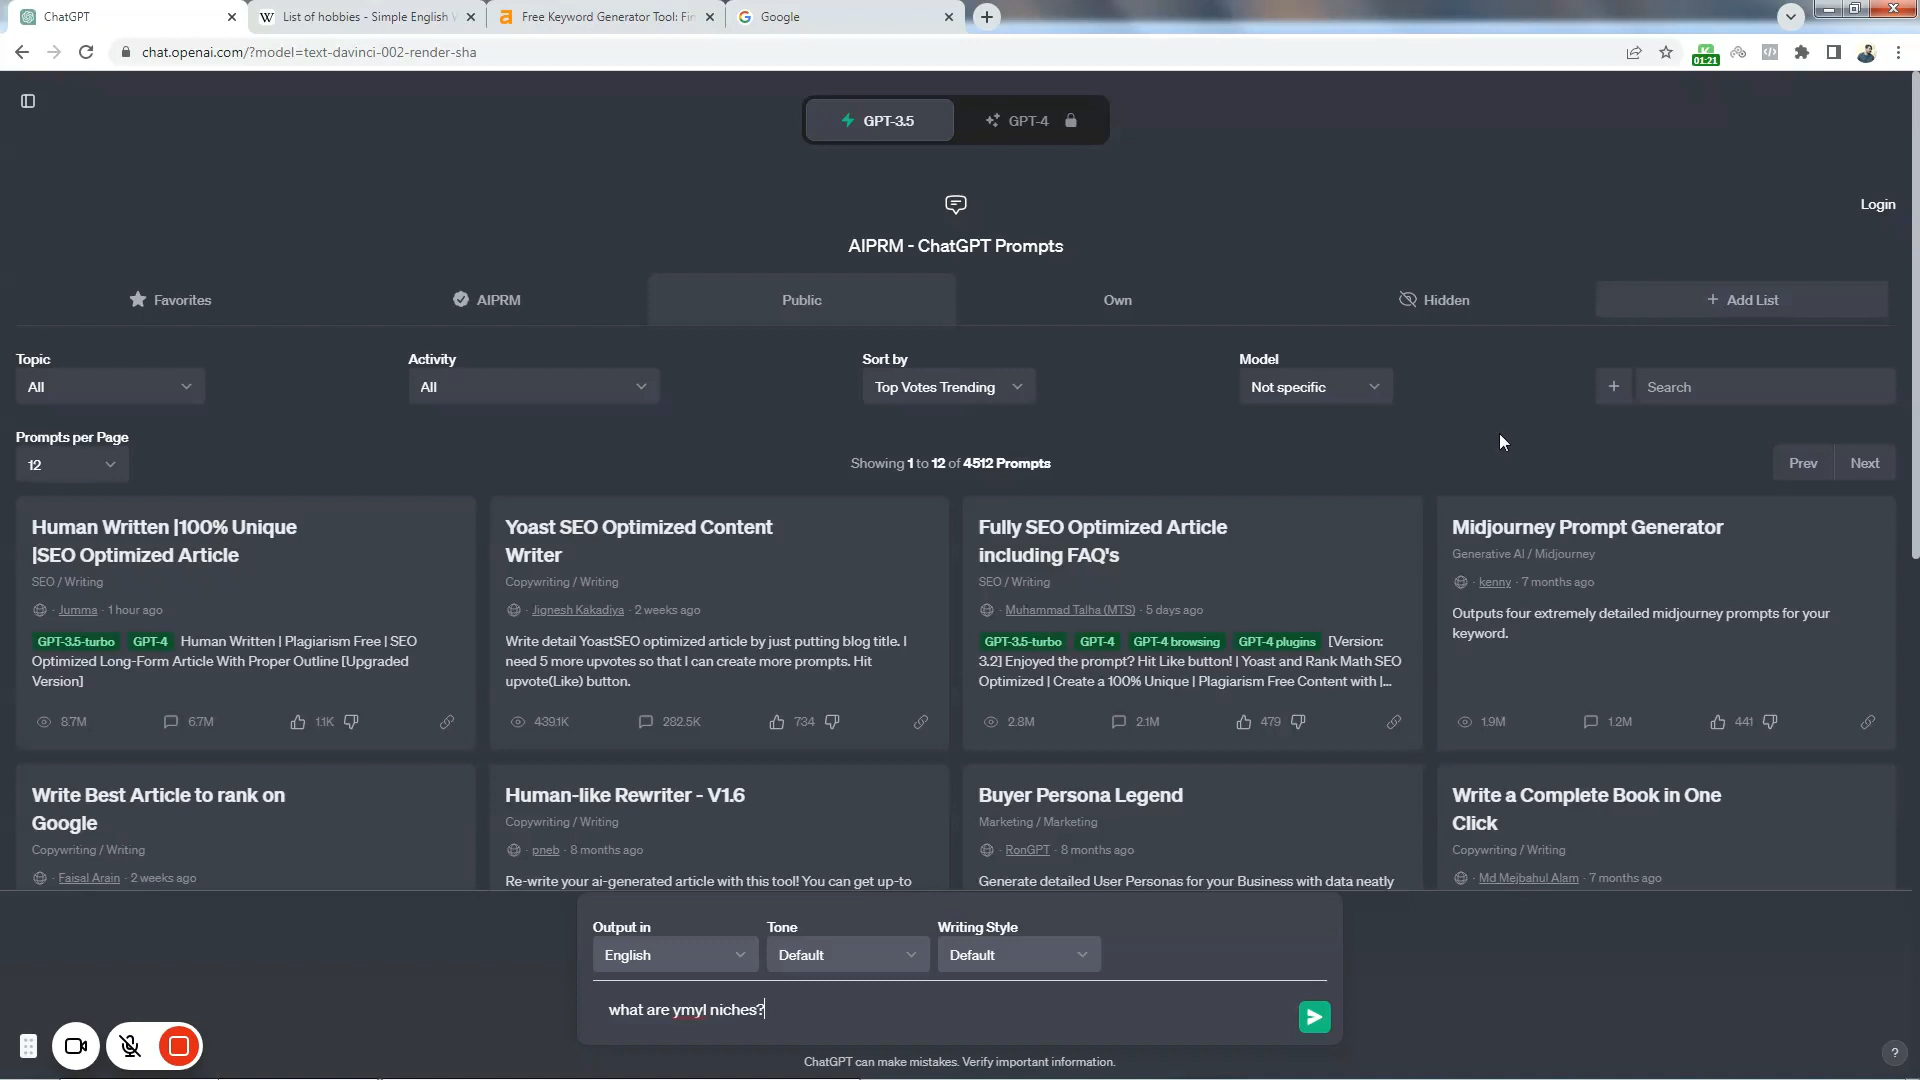 ChatGPT
List of hobbies - Simple English W
Free Keyword Generator Tool: Fin
Google
chat.openai.com/?model=text-davinci-002-render-sha
01:21
GPT-3.5
GPT-4
Login
AIPRM - ChatGPT Prompts
Favorites
AIPRM
Public
Own
Hidden
+ Add List
Topic
Activity
Sort by
Model
All
All
Top Votes Trending
Not specific
+
Search
Prompts per Page
12
Showing 1 to 12 of 4512 Prompts
Prev
Next
Human Written |100% Unique
|SEO Optimized Article
SEO / Writing
· Jumma · 1 hour ago
GPT-3.5-turbo GPT-4 Human Written | Plagiarism Free | SEO
Optimized Long-Form Article With Proper Outline [Upgraded
Version]
8.7M
6.7M
1.1K
Yoast SEO Optimized Content
Writer
Copywriting / Writing
· Jignesh Kakadiya · 2 weeks ago
Write detail YoastSEO optimized article by just putting blog title. I
need 5 more upvotes so that I can create more prompts. Hit
upvote(Like) button.
439.1K
282.5K
734
Fully SEO Optimized Article
including FAQ's
SEO / Writing
· Muhammad Talha (MTS) · 5 days ago
GPT-3.5-turbo GPT-4 GPT-4 browsing GPT-4 plugins [Version:
3.2] Enjoyed the prompt? Hit Like button! | Yoast and Rank Math SEO
Optimized | Create a 100% Unique | Plagiarism Free Content with |...
2.8M
2.1M
479
Midjourney Prompt Generator
Generative AI / Midjourney
· kenny · 7 months ago
Outputs four extremely detailed midjourney prompts for your
keyword.
1.9M
1.2M
441
Write Best Article to rank on
Google
Copywriting / Writing
· Faisal Arain · 2 weeks ago
Human-like Rewriter - V1.6
Copywriting / Writing
· pneb · 8 months ago
Re-write your ai-generated article with this tool! You can get up-to
Buyer Persona Legend
Marketing / Marketing
· RonGPT · 8 months ago
Generate detailed User Personas for your Business with data neatly
Write a Complete Book in One
Click
Copywriting / Writing
· Md Mejbahul Alam · 7 months ago
Output in
Tone
Writing Style
English
Default
Default
what are ymyl niches?
ChatGPT can make mistakes. Verify important information.
?